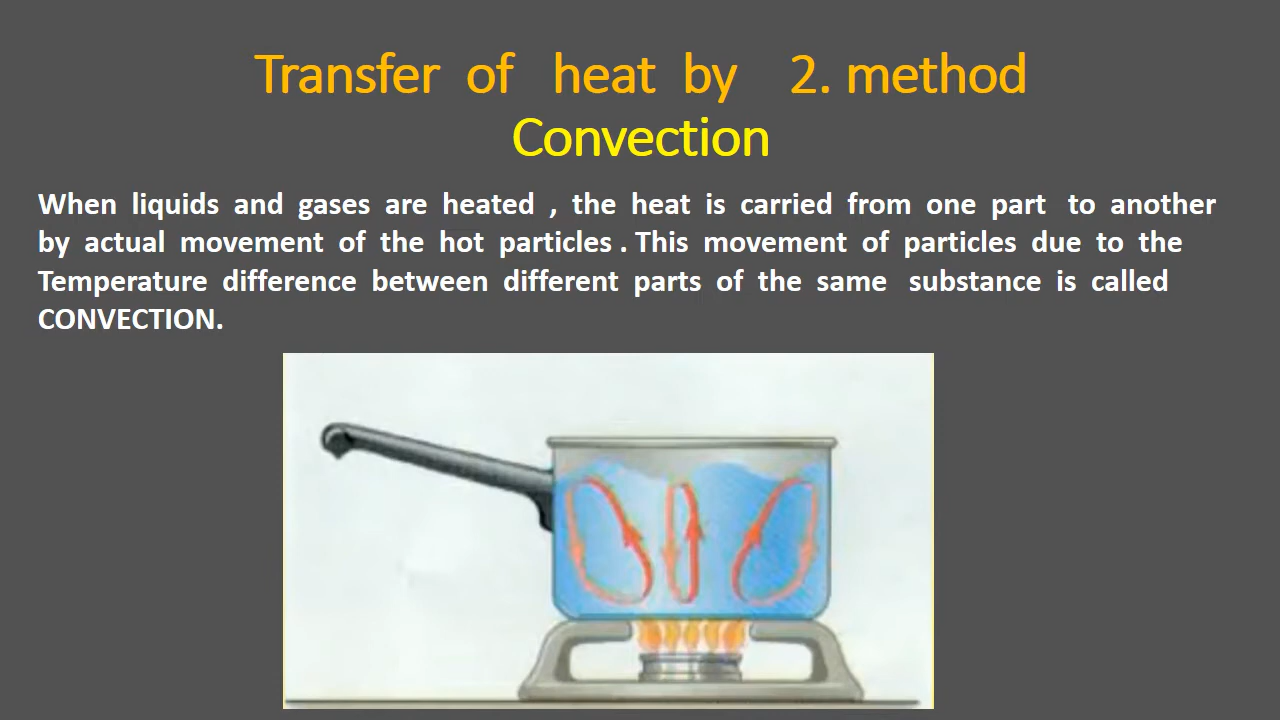 Transfer of heat by 2. method
Convection
When liquids and gases are heated , the heat is carried from one part to another
by actual movement of the hot particles . This movement of particles due to the
Temperature difference between different parts of the same substance is called
CONVECTION.